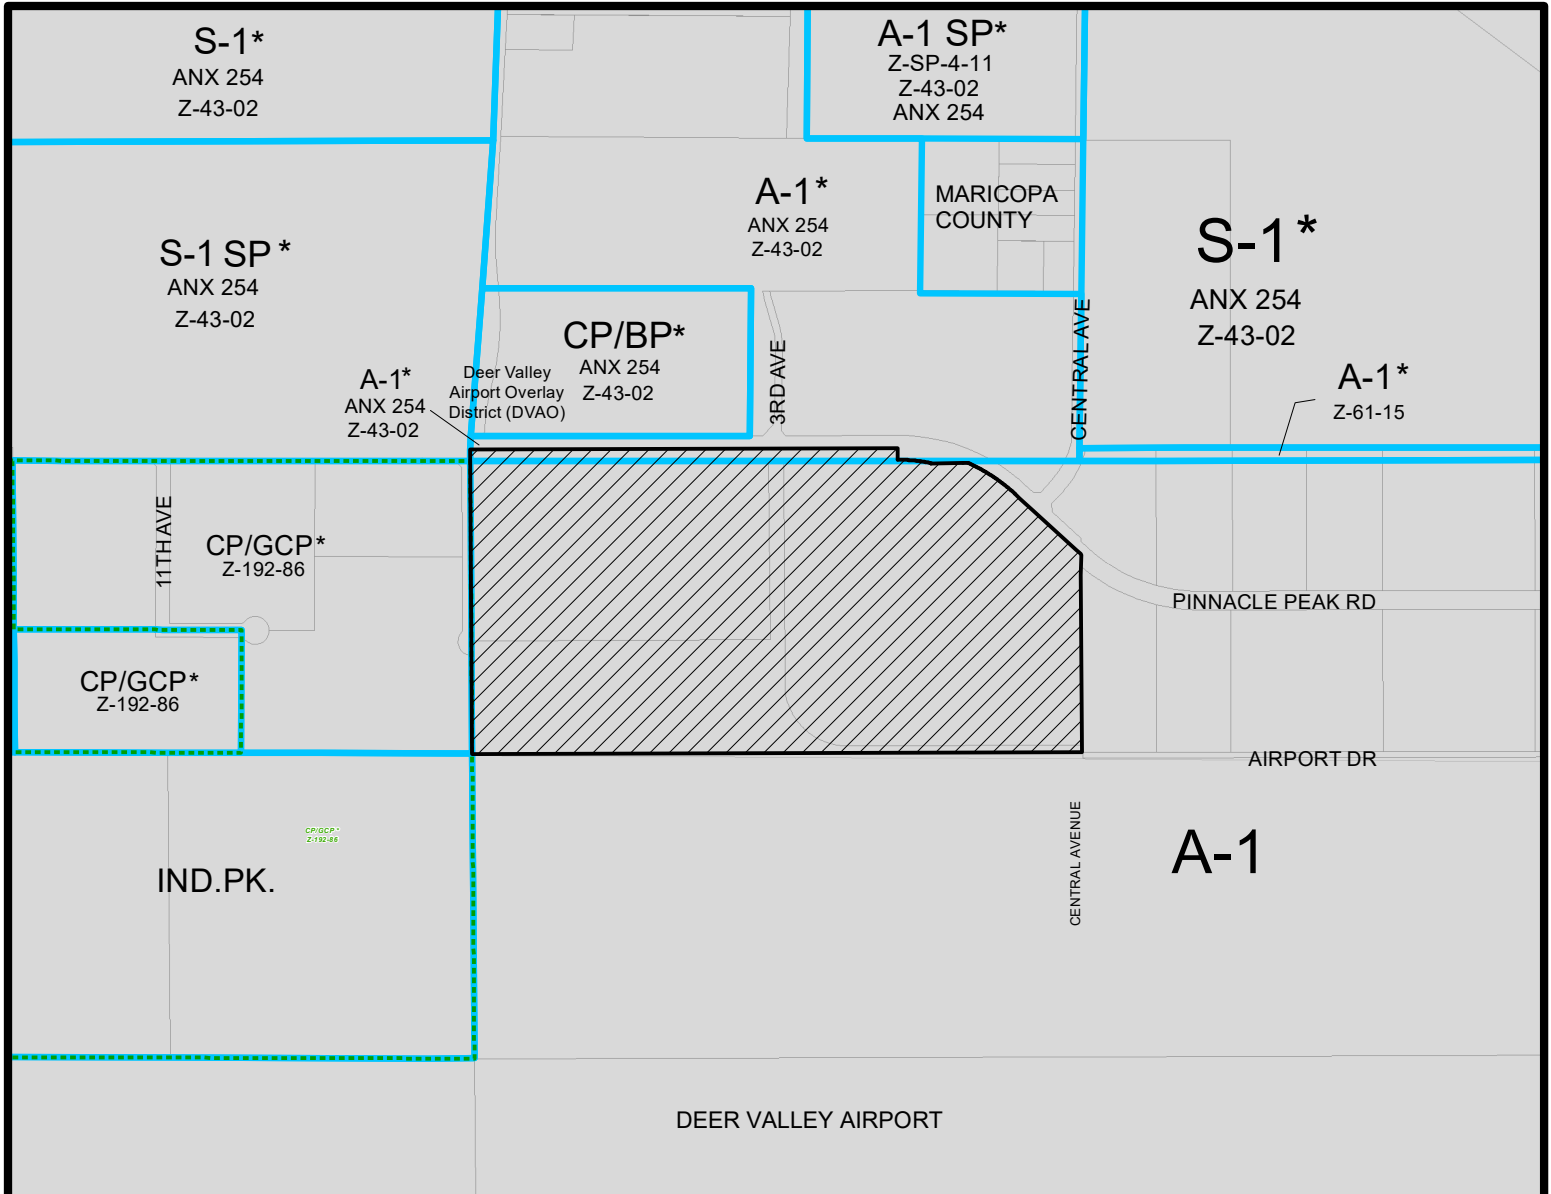 S-1*
ANX 254
Z-43-02
A-1 SP*
Z-SP-4-11
Z-43-02
ANX 254
A-1*
ANX 254
Z-43-02
MARICOPA
COUNTY
S-1*
ANX 254
Z-43-02
S-1 SP *
ANX 254
Z-43-02
CP/BP*
ANX 254
Z-43-02
Deer Valley
Airport Overlay
District (DVAO)
A-1*
ANX 254
Z-43-02
3RD AVE
CENTRAL AVE
A-1*
Z-61-15
11TH AVE
CP/GCP*
Z-192-86
PINNACLE PEAK RD
CP/GCP*
Z-192-86
AIRPORT DR
CP/GCP*
Z-192-86
IND.PK.
CENTRAL AVENUE
A-1
DEER VALLEY AIRPORT